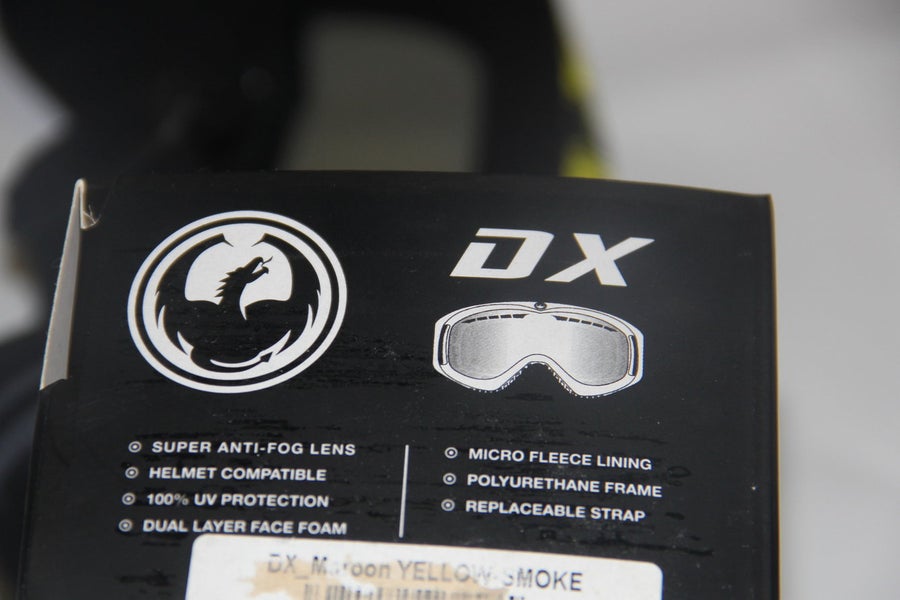 DX
SUPER ANTI-FOG LENS
HELMET COMPATIBLE
100% UV PROTECTION
DUAL LAYER FACE FOAM
MICRO FLEECE LINING
POLYURETHANE FRAME
REPLACEABLE STRAP
DX_Maroon YELLOW-SMOKE